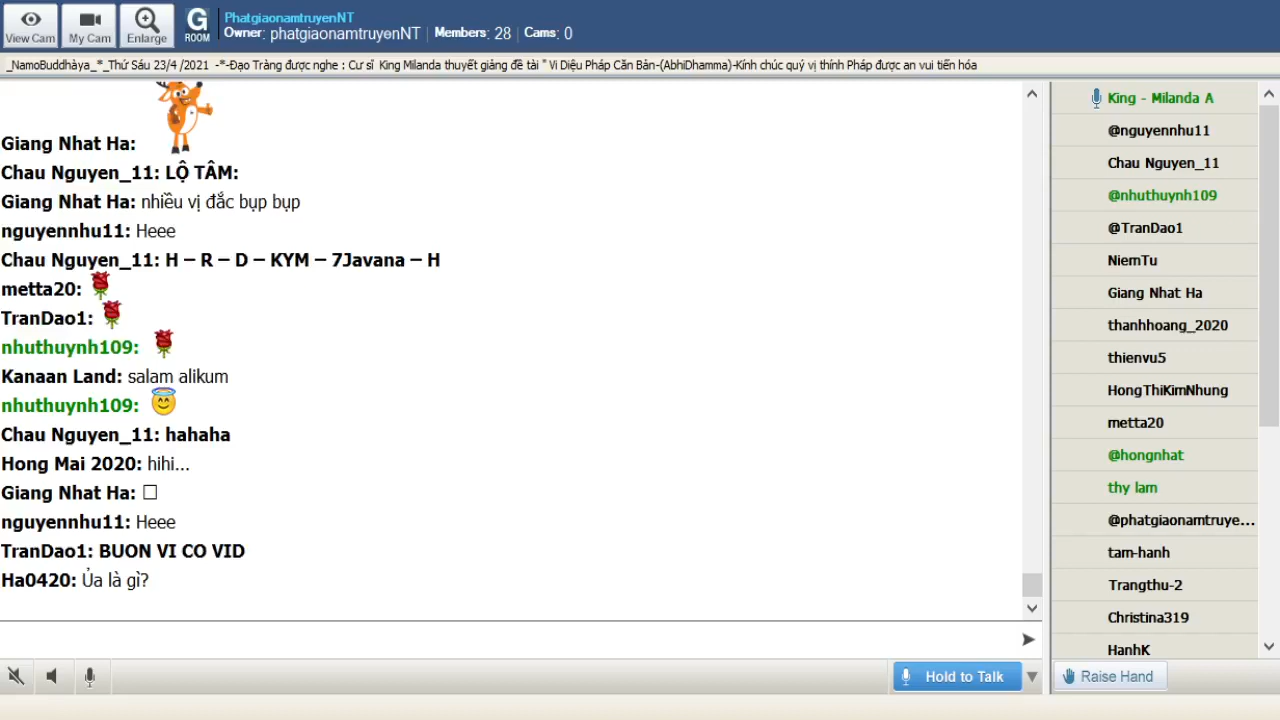 View Cam
My Cam
Enlarge
G
ROOM
PhatgiaonamtruyenNT
Owner: phatgiaonamtruyenNT | Members: 28 | Cams: 0
_NamoBuddhàya_*_Thứ Sáu 23/4 /2021 -*-Đạo Tràng được nghe : Cư sĩ King Milanda thuyết giảng đề tài " Vi Diệu Pháp Căn Bản-(AbhiDhamma)-Kính chúc quý vị thính Pháp được an vui tiến hóa
Giang Nhat Ha:
Chau Nguyen_11: LỘ TÂM:
Giang Nhat Ha: nhiều vị đắc bụp bụp
nguyennhu11: Heee
Chau Nguyen_11: H – R – D – KYM – 7Javana – H
metta20:
TranDao1:
nhuthuynh109:
Kanaan Land: salam alikum
nhuthuynh109:
Chau Nguyen_11: hahaha
Hong Mai 2020: hihi...
Giang Nhat Ha: □
nguyennhu11: Heee
TranDao1: BUON VI CO VID
Ha0420: Ủa là gì?
King - Milanda A
@nguyennhu11
Chau Nguyen_11
@nhuthuynh109
@TranDao1
NiemTu
Giang Nhat Ha
thanhhoang_2020
thienvu5
HongThiKimNhung
metta20
@hongnhat
thy lam
@phatgiaonamtruye...
tam-hanh
Trangthu-2
Christina319
HanhK
Hold to Talk
Raise Hand